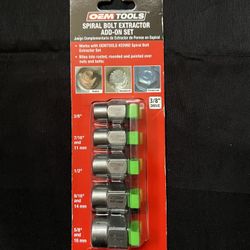 OEMTOOLS
SPIRAL BOLT EXTRACTOR
ADD-ON SET
Juego Complementario de Extractor de Perno en Espiral
• Works with OEMTOOLS Spiral Bolt
Extractor Set
• Bites into rusted, rounded and painted over
nuts and bolts
3/8"
DRIVE
3/8"
7/16"
and
11 mm
1/2"
9/16"
and
14 mm
5/8"
and
16 mm